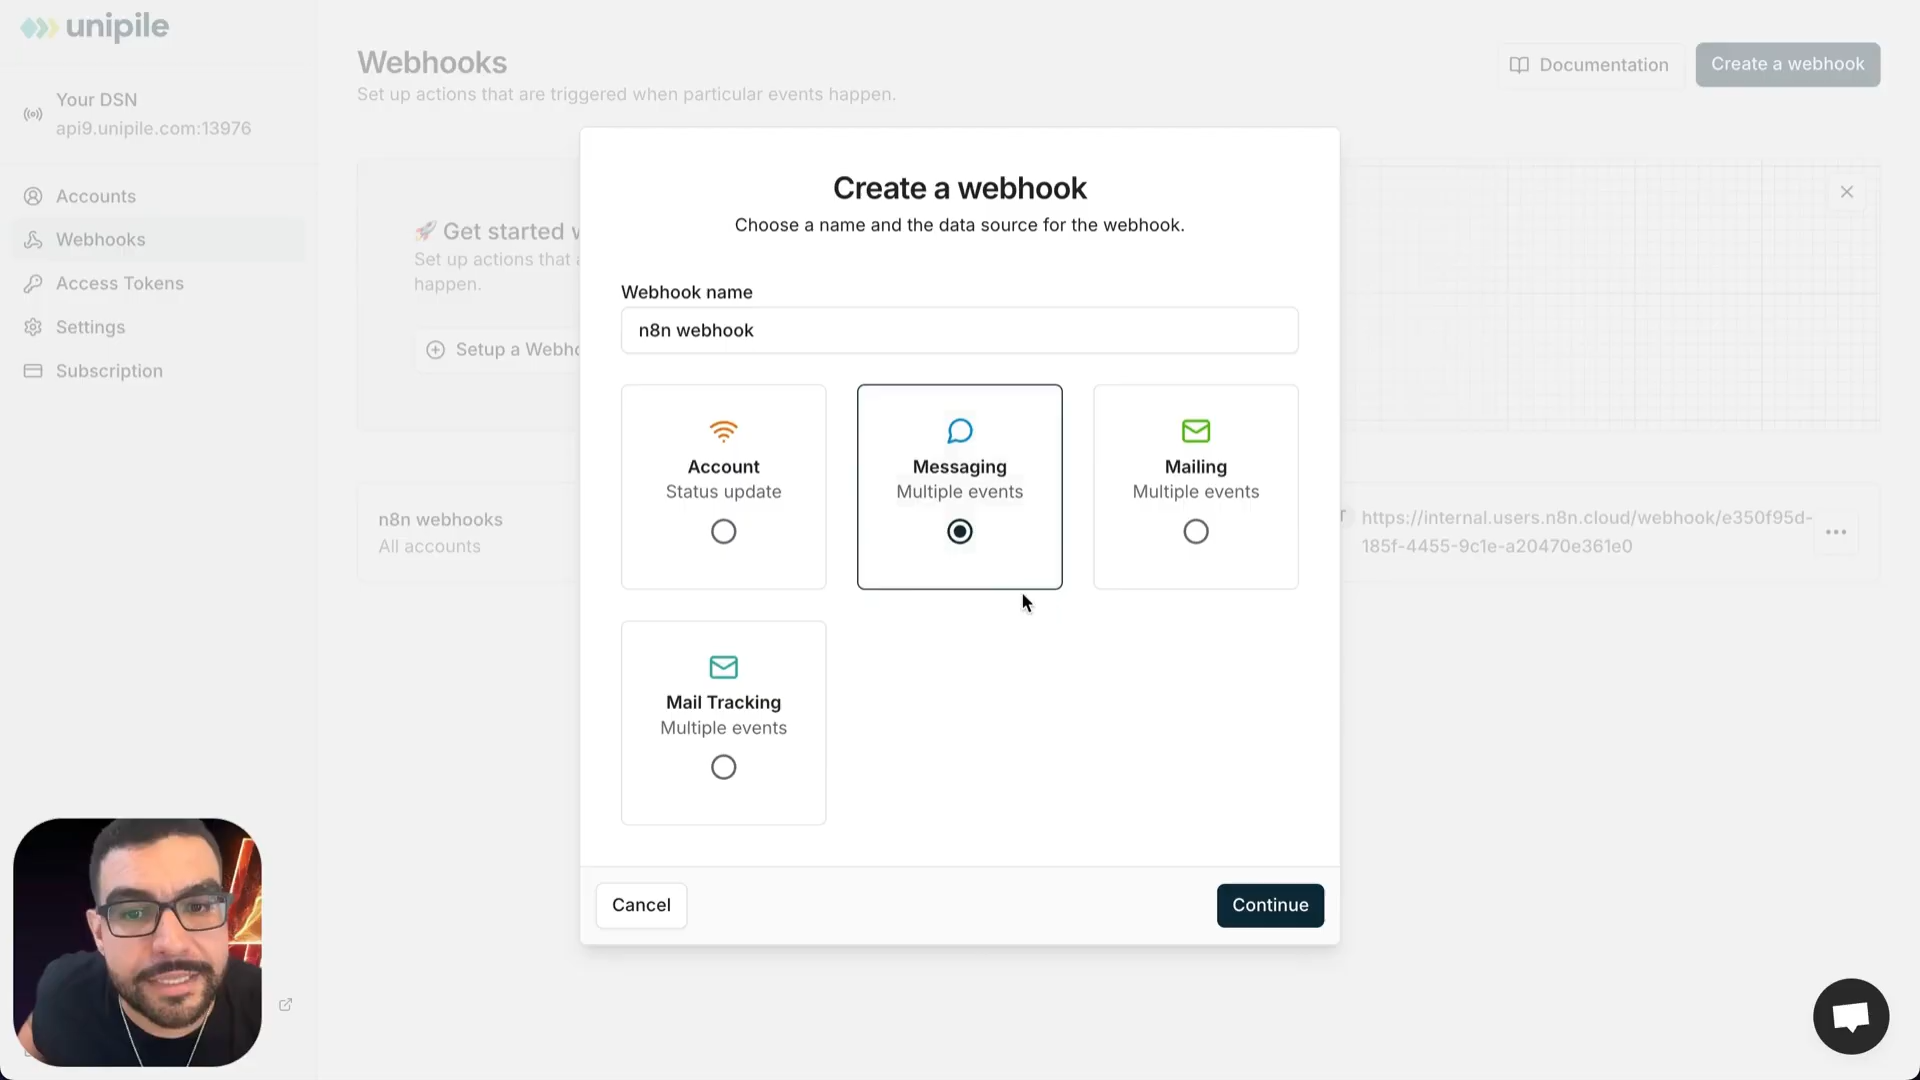 unipile
Your DSN
api9.unipile.com:13976
Accounts
Webhooks
Access Tokens
Settings
Subscription
Webhooks
Set up actions that are triggered when particular events happen.
Documentation
Create a webhook
Get started
Set up actions that
happen.
Setup a
n8n webhooks
All accounts
https://internal.users.n8n.cloud/webhook/e350f95d-
185f-4455-9c1e-a20470e361e0
Create a webhook
Choose a name and the data source for the webhook.
Webhook name
n8n webhook
Account
Status update
Messaging
Multiple events
Mailing
Multiple events
Mail Tracking
Multiple events
Cancel
Continue